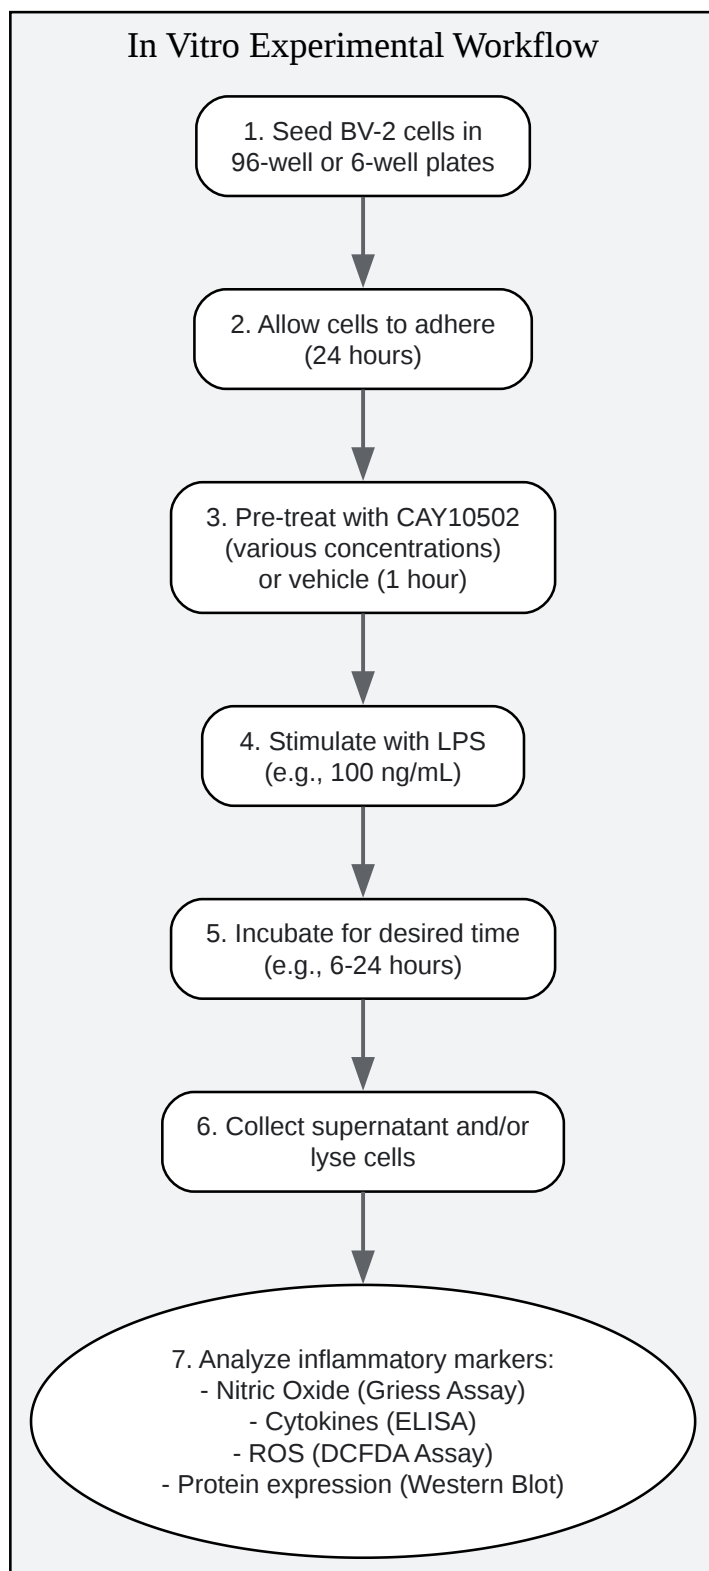 In Vitro Experimental Workflow
1. Seed BV-2 cells in
96-well or 6-well plates
2. Allow cells to adhere
(24 hours)
3. Pre-treat with CAY10502
(various concentrations)
or vehicle (1 hour)
4. Stimulate with LPS
(e.g., 100 ng/mL)
5. Incubate for desired time
(e.g., 6-24 hours)
6. Collect supernatant and/or
lyse cells
7. Analyze inflammatory markers:
- Nitric Oxide (Griess Assay)
- Cytokines (ELISA)
- ROS (DCFDA Assay)
- Protein expression (Western Blot)